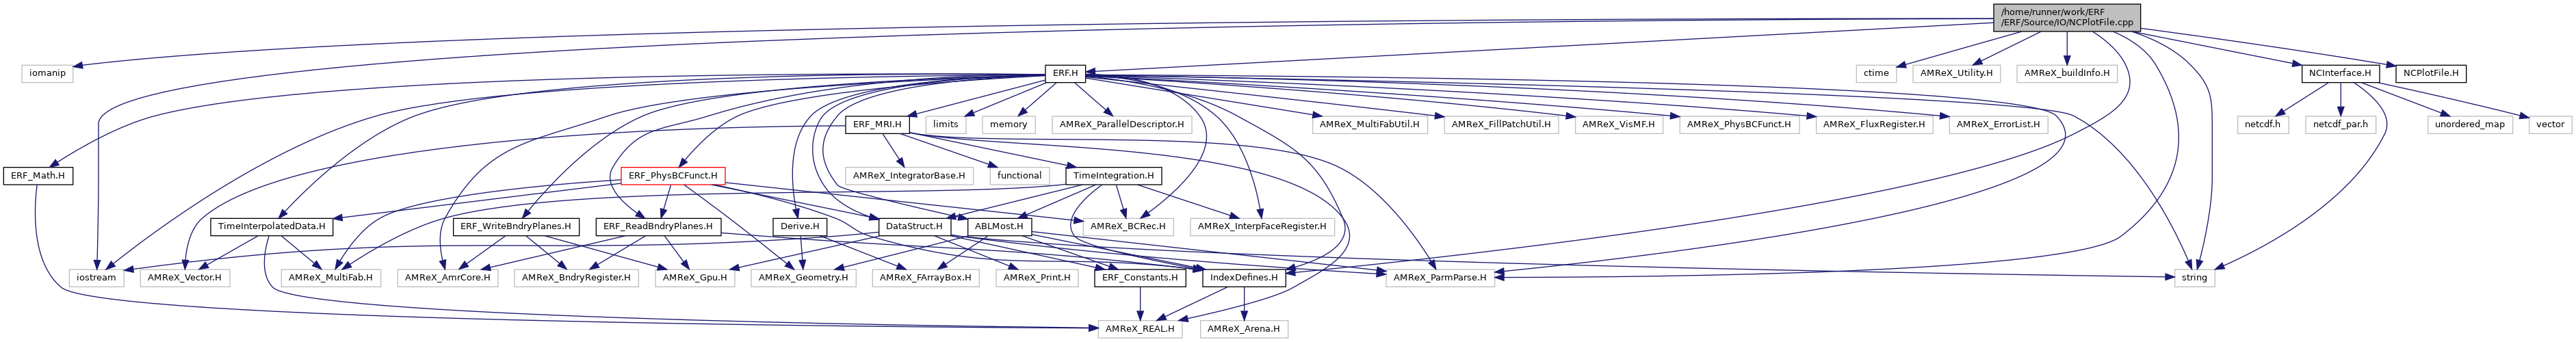 /home/runner/work/ERF
/ERF/Source/IO/NCPlotFile.cpp
iomanip
ERF.H
ctime
AMReX_Utility.H
AMReX_buildInfo.H
NCInterface.H
NCPlotFile.H
ERF_MRI.H
limits
memory
AMReX_ParallelDescriptor.H
AMReX_MultiFabUtil.H
AMReX_FillPatchUtil.H
AMReX_VisMF.H
AMReX_PhysBCFunct.H
AMReX_FluxRegister.H
AMReX_ErrorList.H
netcdf.h
netcdf_par.h
unordered_map
vector
ERF_Math.H
ERF_PhysBCFunct.H
AMReX_IntegratorBase.H
functional
TimeIntegration.H
TimeInterpolatedData.H
ERF_WriteBndryPlanes.H
ERF_ReadBndryPlanes.H
Derive.H
DataStruct.H
ABLMost.H
AMReX_BCRec.H
AMReX_InterpFaceRegister.H
iostream
AMReX_Vector.H
AMReX_MultiFab.H
AMReX_AmrCore.H
AMReX_BndryRegister.H
AMReX_Gpu.H
AMReX_Geometry.H
AMReX_FArrayBox.H
AMReX_Print.H
ERF_Constants.H
IndexDefines.H
AMReX_ParmParse.H
string
AMReX_REAL.H
AMReX_Arena.H